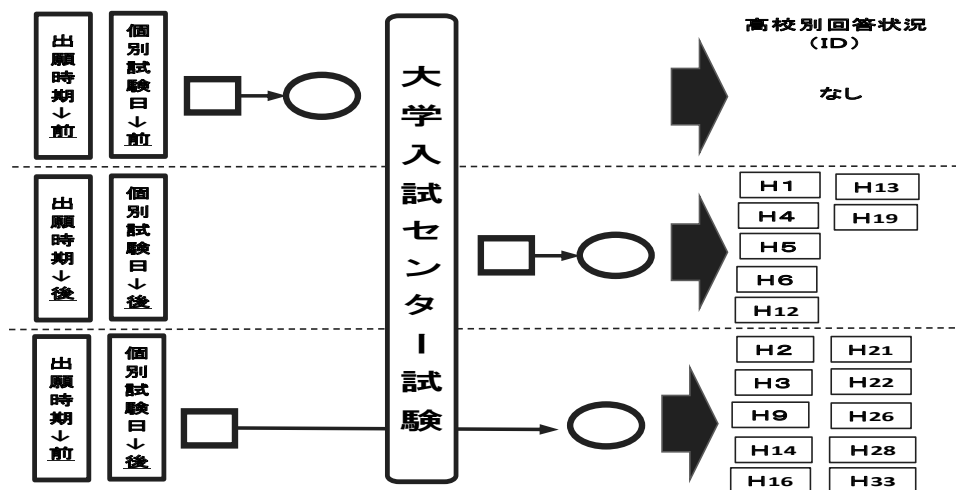 出願時期→前
個別試験日→前
高校別回答状況
(ID)
なし
大学入試センター試験
出願時期→後
個別試験日→後
H1
H13
H4
H19
H5
H6
H12
出願時期→前
個別試験日→後
H2
H21
H3
H22
H9
H26
H14
H28
H16
H33